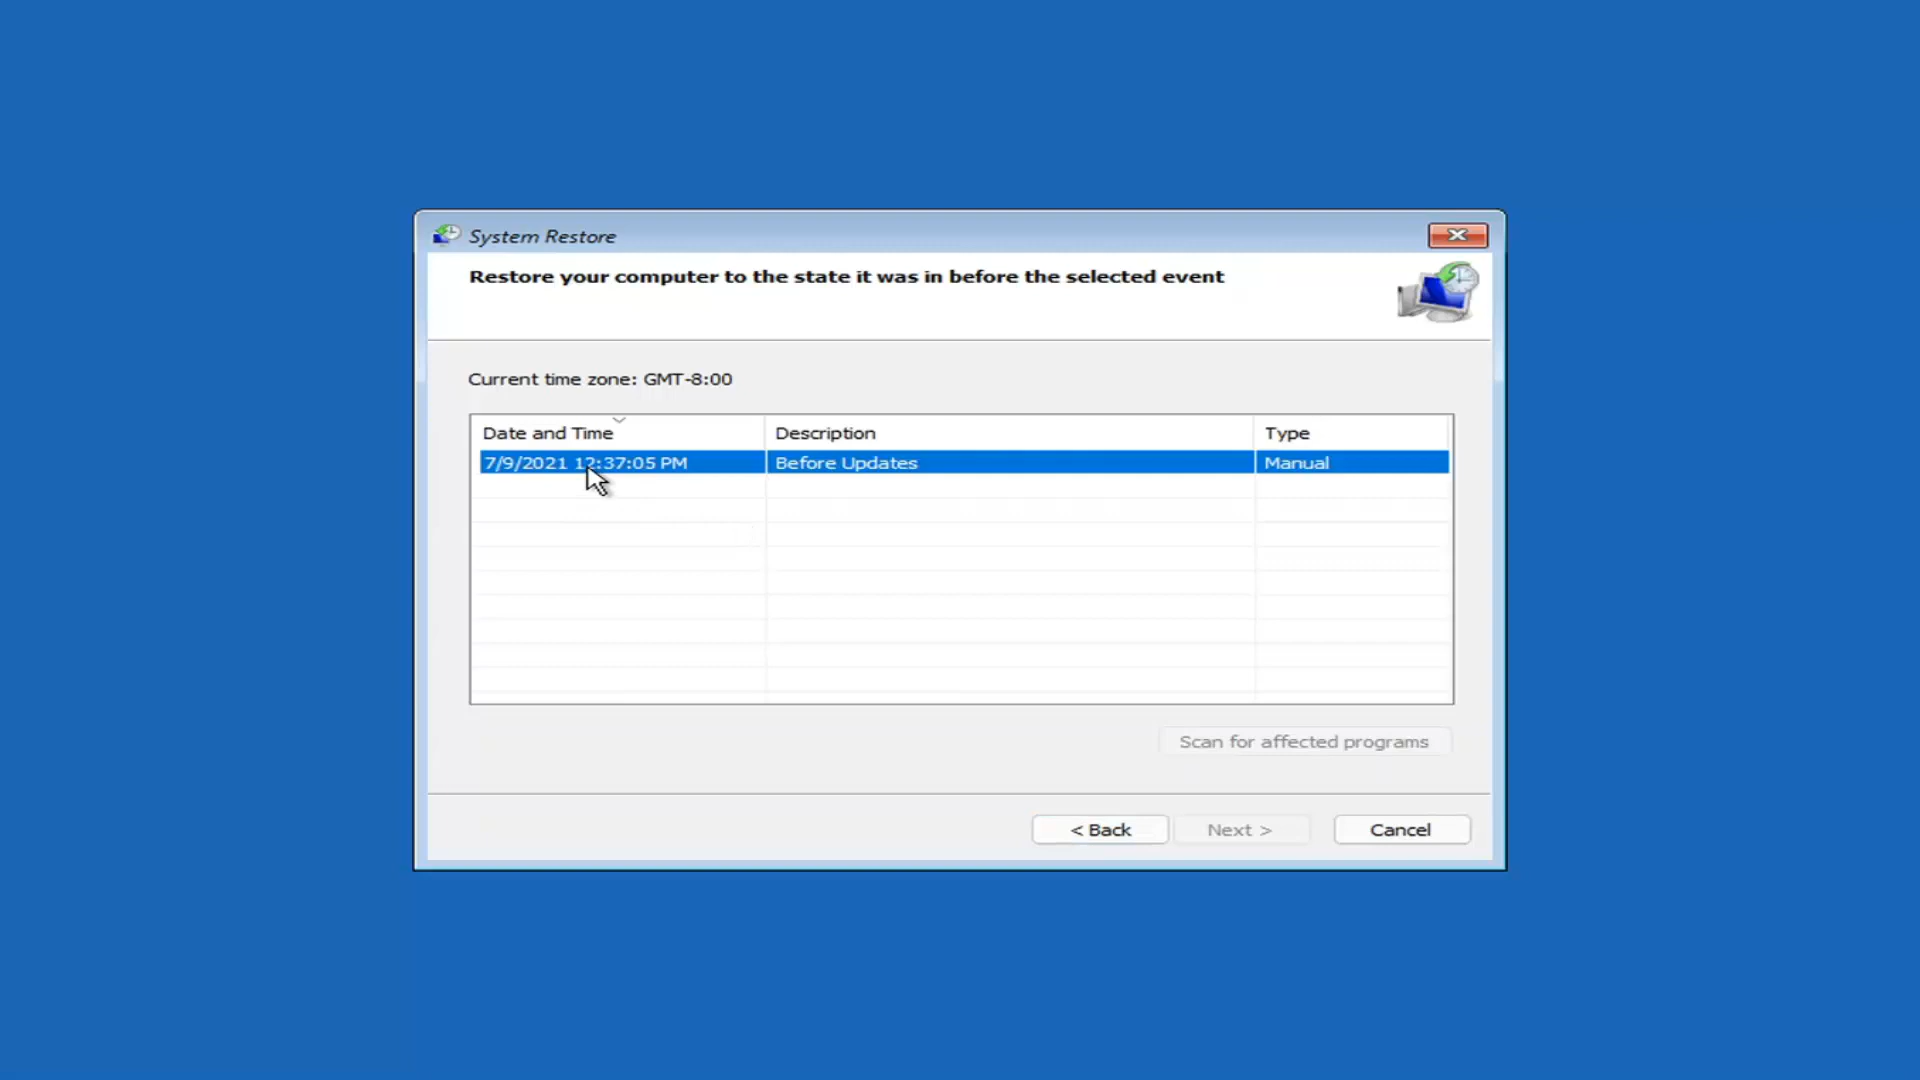 System Restore
Restore your computer to the state it was in before the selected event
Current time zone: GMT-8:00
Date and Time Description Type
7/9/2021 12:37:05 PM Before Updates Manual
Scan for affected programs
< Back Next > Cancel